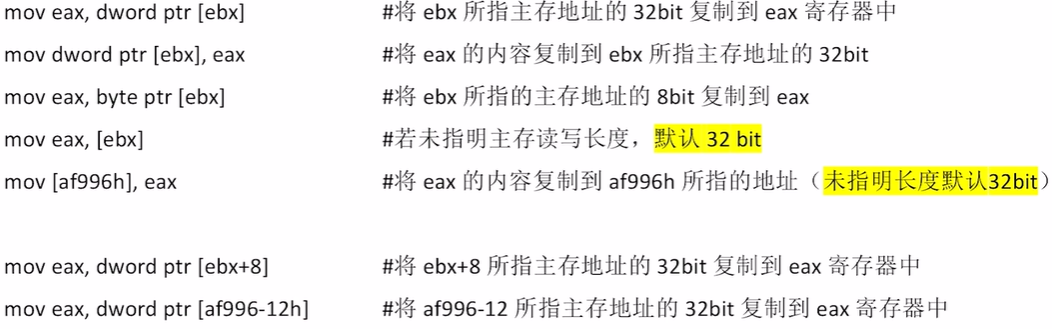 mov eax, dword ptr [ebx] #将 ebx 所指主存地址的 32bit 复制到 eax 寄存器中
mov dword ptr [ebx], eax #将 eax 的内容复制到 ebx 所指主存地址的 32bit
mov eax, byte ptr [ebx] #将 ebx 所指的主存地址的 8bit 复制到 eax
mov eax, [ebx] #若未指明主存读写长度，默认 32 bit
mov [af996h], eax #将 eax 的内容复制到 af996h 所指的地址（未指明长度默认32bit）
mov eax, dword ptr [ebx+8] #将 ebx+8 所指主存地址的 32bit 复制到 eax 寄存器中
mov eax, dword ptr [af996-12h] #将 af996-12 所指主存地址的 32bit 复制到 eax 寄存器中